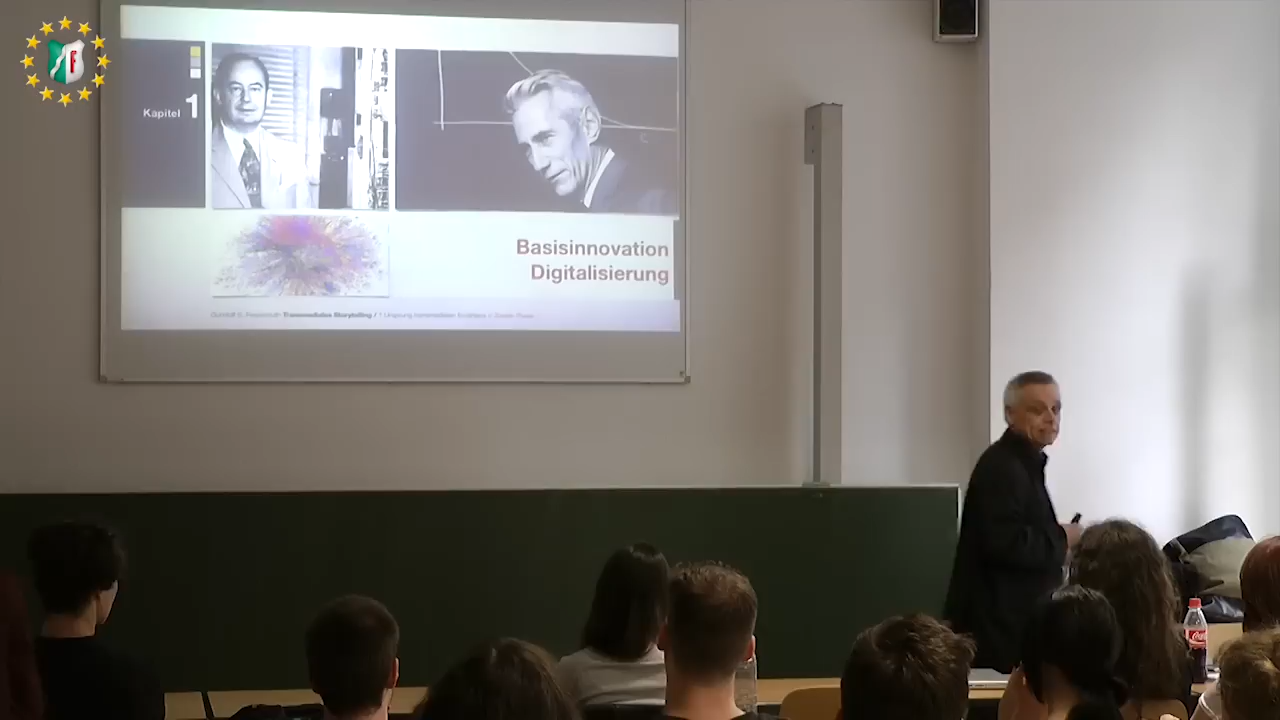 F
Kapitel 1
Basisinnovation
Digitalisierung
Transmediales Storytelling /